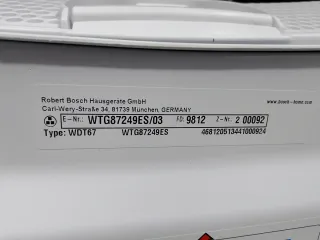 Robert Bosch Hausgeräte GmbH
Carl-Wery-Straße 34, 81739 München, GERMANY
www.bosch-home.com
E-Nr.: WTG87249ES/03 FD: 9812 Z-Nr.: 2 00092
Type: WDT67 WTG87249ES 468120513441000924